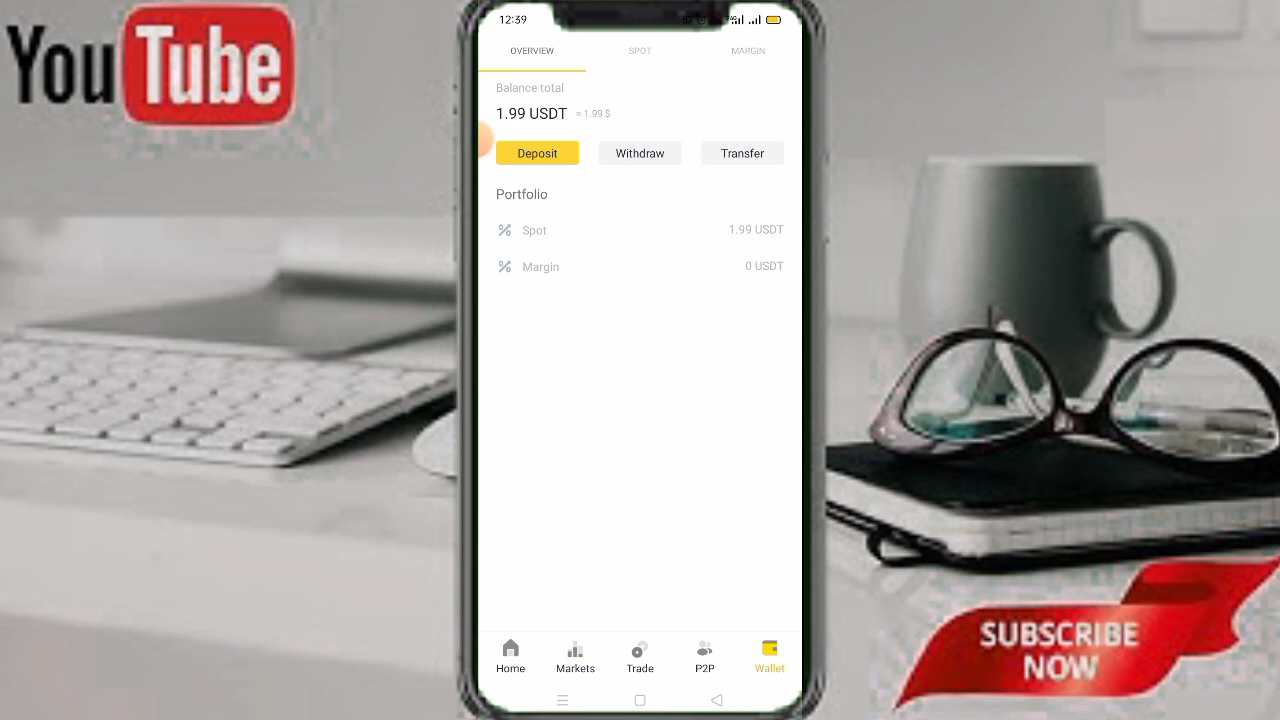 YouTube
12:39
OVERVIEW SPOT MARGIN
Balance total
1.99 USDT ≈ 1.99 $
Deposit Withdraw Transfer
Portfolio
Spot 1.99 USDT
Margin 0 USDT
Home Markets Trade P2P Wallet
SUBSCRIBE
NOW